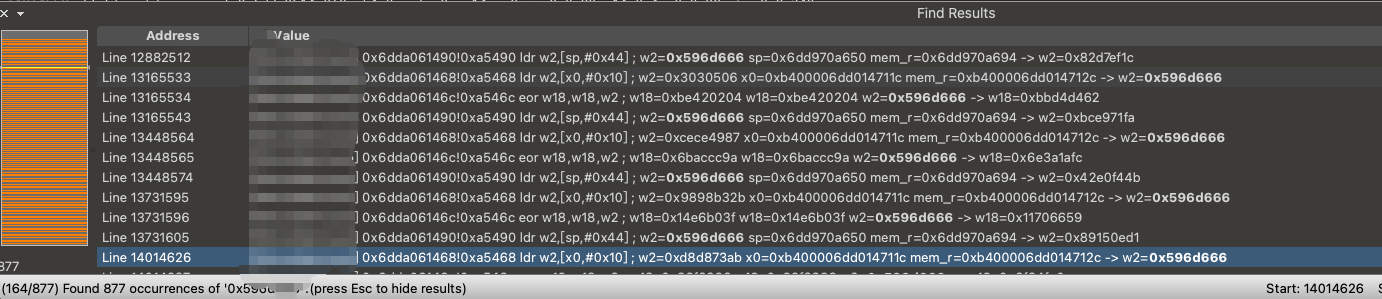 Find Results
Address Value
Line 12882512 0x6dda061490!0xa5490 ldr w2,[sp,#0x44] ; w2=0x596d666 sp=0x6dd970a650 mem_r=0x6dd970a694 -> w2=0x82d7ef1c
Line 13165533 0x6dda061468!0xa5468 ldr w2,[x0,#0x10] ; w2=0x3030506 x0=0xb400006dd014711c mem_r=0xb400006dd014712c -> w2=0x596d666
Line 13165534 0x6dda06146c!0xa546c eor w18,w18,w2 ; w18=0xbe420204 w18=0xbe420204 w2=0x596d666 -> w18=0xbbd4d462
Line 13165543 0x6dda061490!0xa5490 ldr w2,[sp,#0x44] ; w2=0x596d666 sp=0x6dd970a650 mem_r=0x6dd970a694 -> w2=0xbce971fa
Line 13448564 0x6dda061468!0xa5468 ldr w2,[x0,#0x10] ; w2=0xcece4987 x0=0xb400006dd014711c mem_r=0xb400006dd014712c -> w2=0x596d666
Line 13448565 0x6dda06146c!0xa546c eor w18,w18,w2 ; w18=0x6baccc9a w18=0x6baccc9a w2=0x596d666 -> w18=0x6e3a1afc
Line 13448574 0x6dda061490!0xa5490 ldr w2,[sp,#0x44] ; w2=0x596d666 sp=0x6dd970a650 mem_r=0x6dd970a694 -> w2=0x42e0f44b
Line 13731595 0x6dda061468!0xa5468 ldr w2,[x0,#0x10] ; w2=0x9898b32b x0=0xb400006dd014711c mem_r=0xb400006dd014712c -> w2=0x596d666
Line 13731596 0x6dda06146c!0xa546c eor w18,w18,w2 ; w18=0x14e6b03f w18=0x14e6b03f w2=0x596d666 -> w18=0x11706659
Line 13731605 0x6dda061490!0xa5490 ldr w2,[sp,#0x44] ; w2=0x596d666 sp=0x6dd970a650 mem_r=0x6dd970a694 -> w2=0x89150ed1
Line 14014626 ] 0x6dda061468!0xa5468 ldr w2,[x0,#0x10] ; w2=0xd8d873ab x0=0xb400006dd014711c mem_r=0xb400006dd014712c -> w2=0x596d666
877
(164/877) Found 877 occurrences of .(press Esc to hide results) Start: 14014626